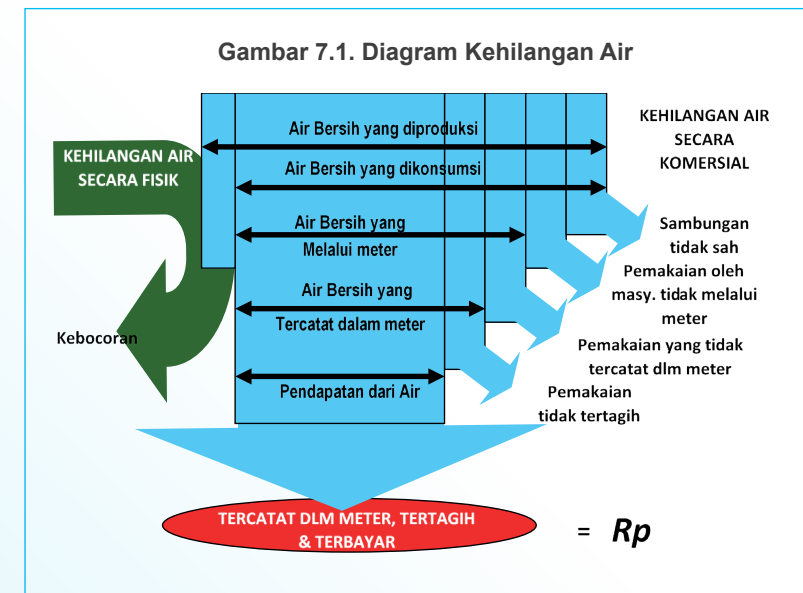 Gambar 7.1. Diagram Kehilangan Air
KEHILANGAN AIR
SECARA FISIK
Kebocoran
Air Bersih yang diproduksi
Air Bersih yang dikonsumsi
Air Bersih yang
Melalui meter
Air Bersih yang
Tercatat dalam meter
Pendapatan dari Air
KEHILANGAN AIR
SECARA
KOMERSIAL
Sambungan
tidak sah
Pemakaian oleh
masy. tidak melalui
meter
Pemakaian yang tidak
tercatat dlm meter
Pemakaian
tidak tertagih
TERCATAT DLM METER, TERTAGIH
& TERBAYAR
= Rp